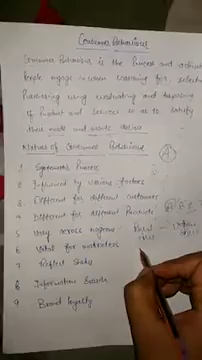 Consumer Behaviour
Consumer Behaviour is the Process and
People engage in when searching for, select
Purchasing using evaluating and disposing
of Product and services so as to satisfy
their needs and wants desire
Nature of Consumer Behaviour
1 Systematic Process
2 Influenced by various factors
3 Different for different customers
4 Different for different Products
5 Vary across regions Rural
6 Vital for marketers
7 Reflect Status
8 Information Search
9 Brand loyalty